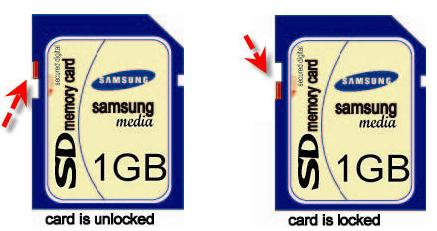 secured digital
SD memory card
SAMSUNG
samsung
media
1GB
card is unlocked
secured digital
SD memory card
SAMSUNG
samsung
media
1GB
card is locked